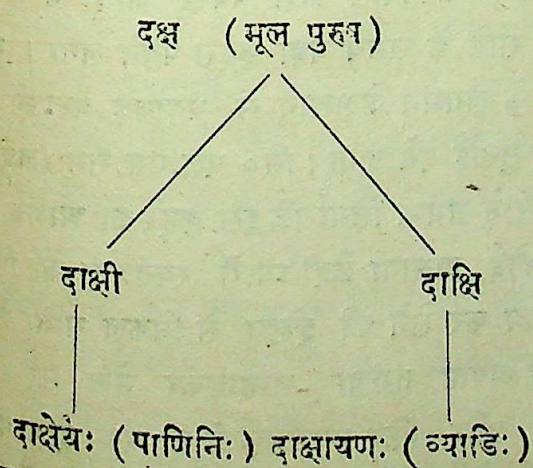 दक्ष (मूल पुरुष)
दाक्षी दाक्षि
दाक्षेयः (पाणिनिः) दाक्षायणः (व्याडिः)